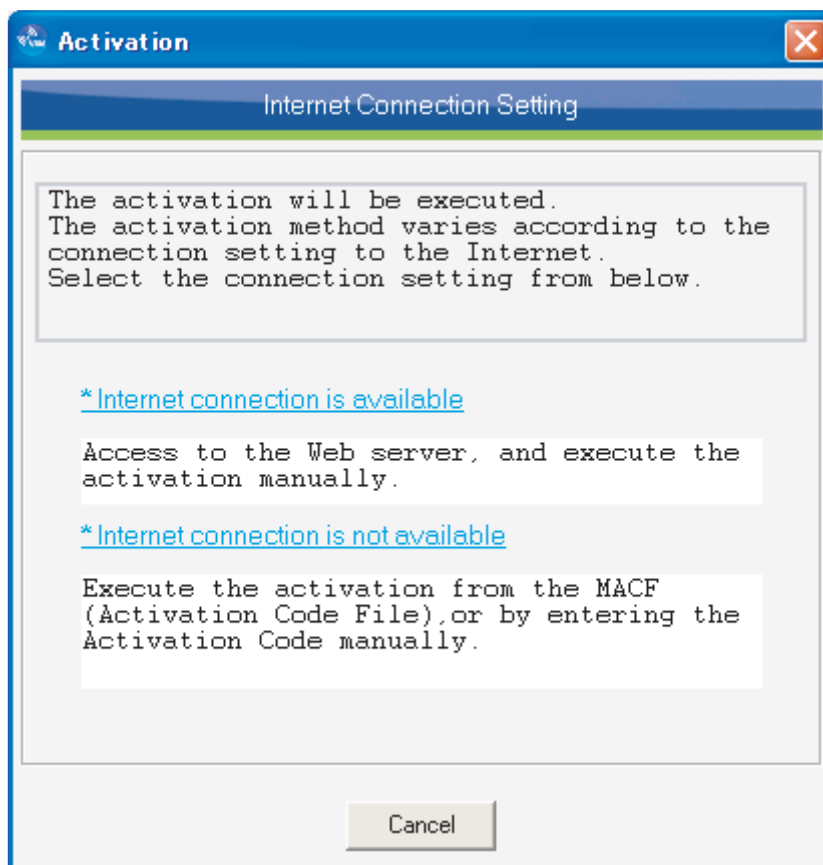 Activation
Internet Connection Setting
The activation will be executed.
The activation method varies according to the
connection setting to the Internet.
Select the connection setting from below.
* Internet connection is available
Access to the Web server, and execute the
activation manually.
* Internet connection is not available
Execute the activation from the MACF
(Activation Code File),or by entering the
Activation Code manually.
Cancel